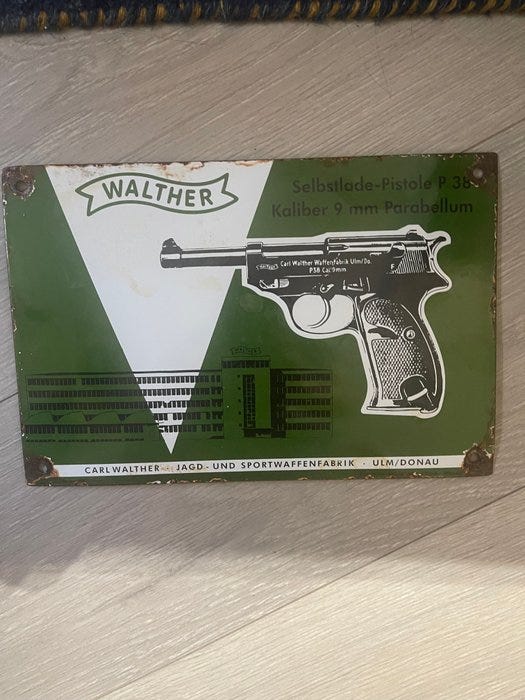 WALTHER
Selbstlade-Pistole P 38
Kaliber 9 mm Parabellum
Carl Walther Waffenfabrik Ulm/Do.
P38 Cal. 9mm
F
CARL WALTHER JAGD- UND SPORTWAFFENFABRIK · ULM/DONAU